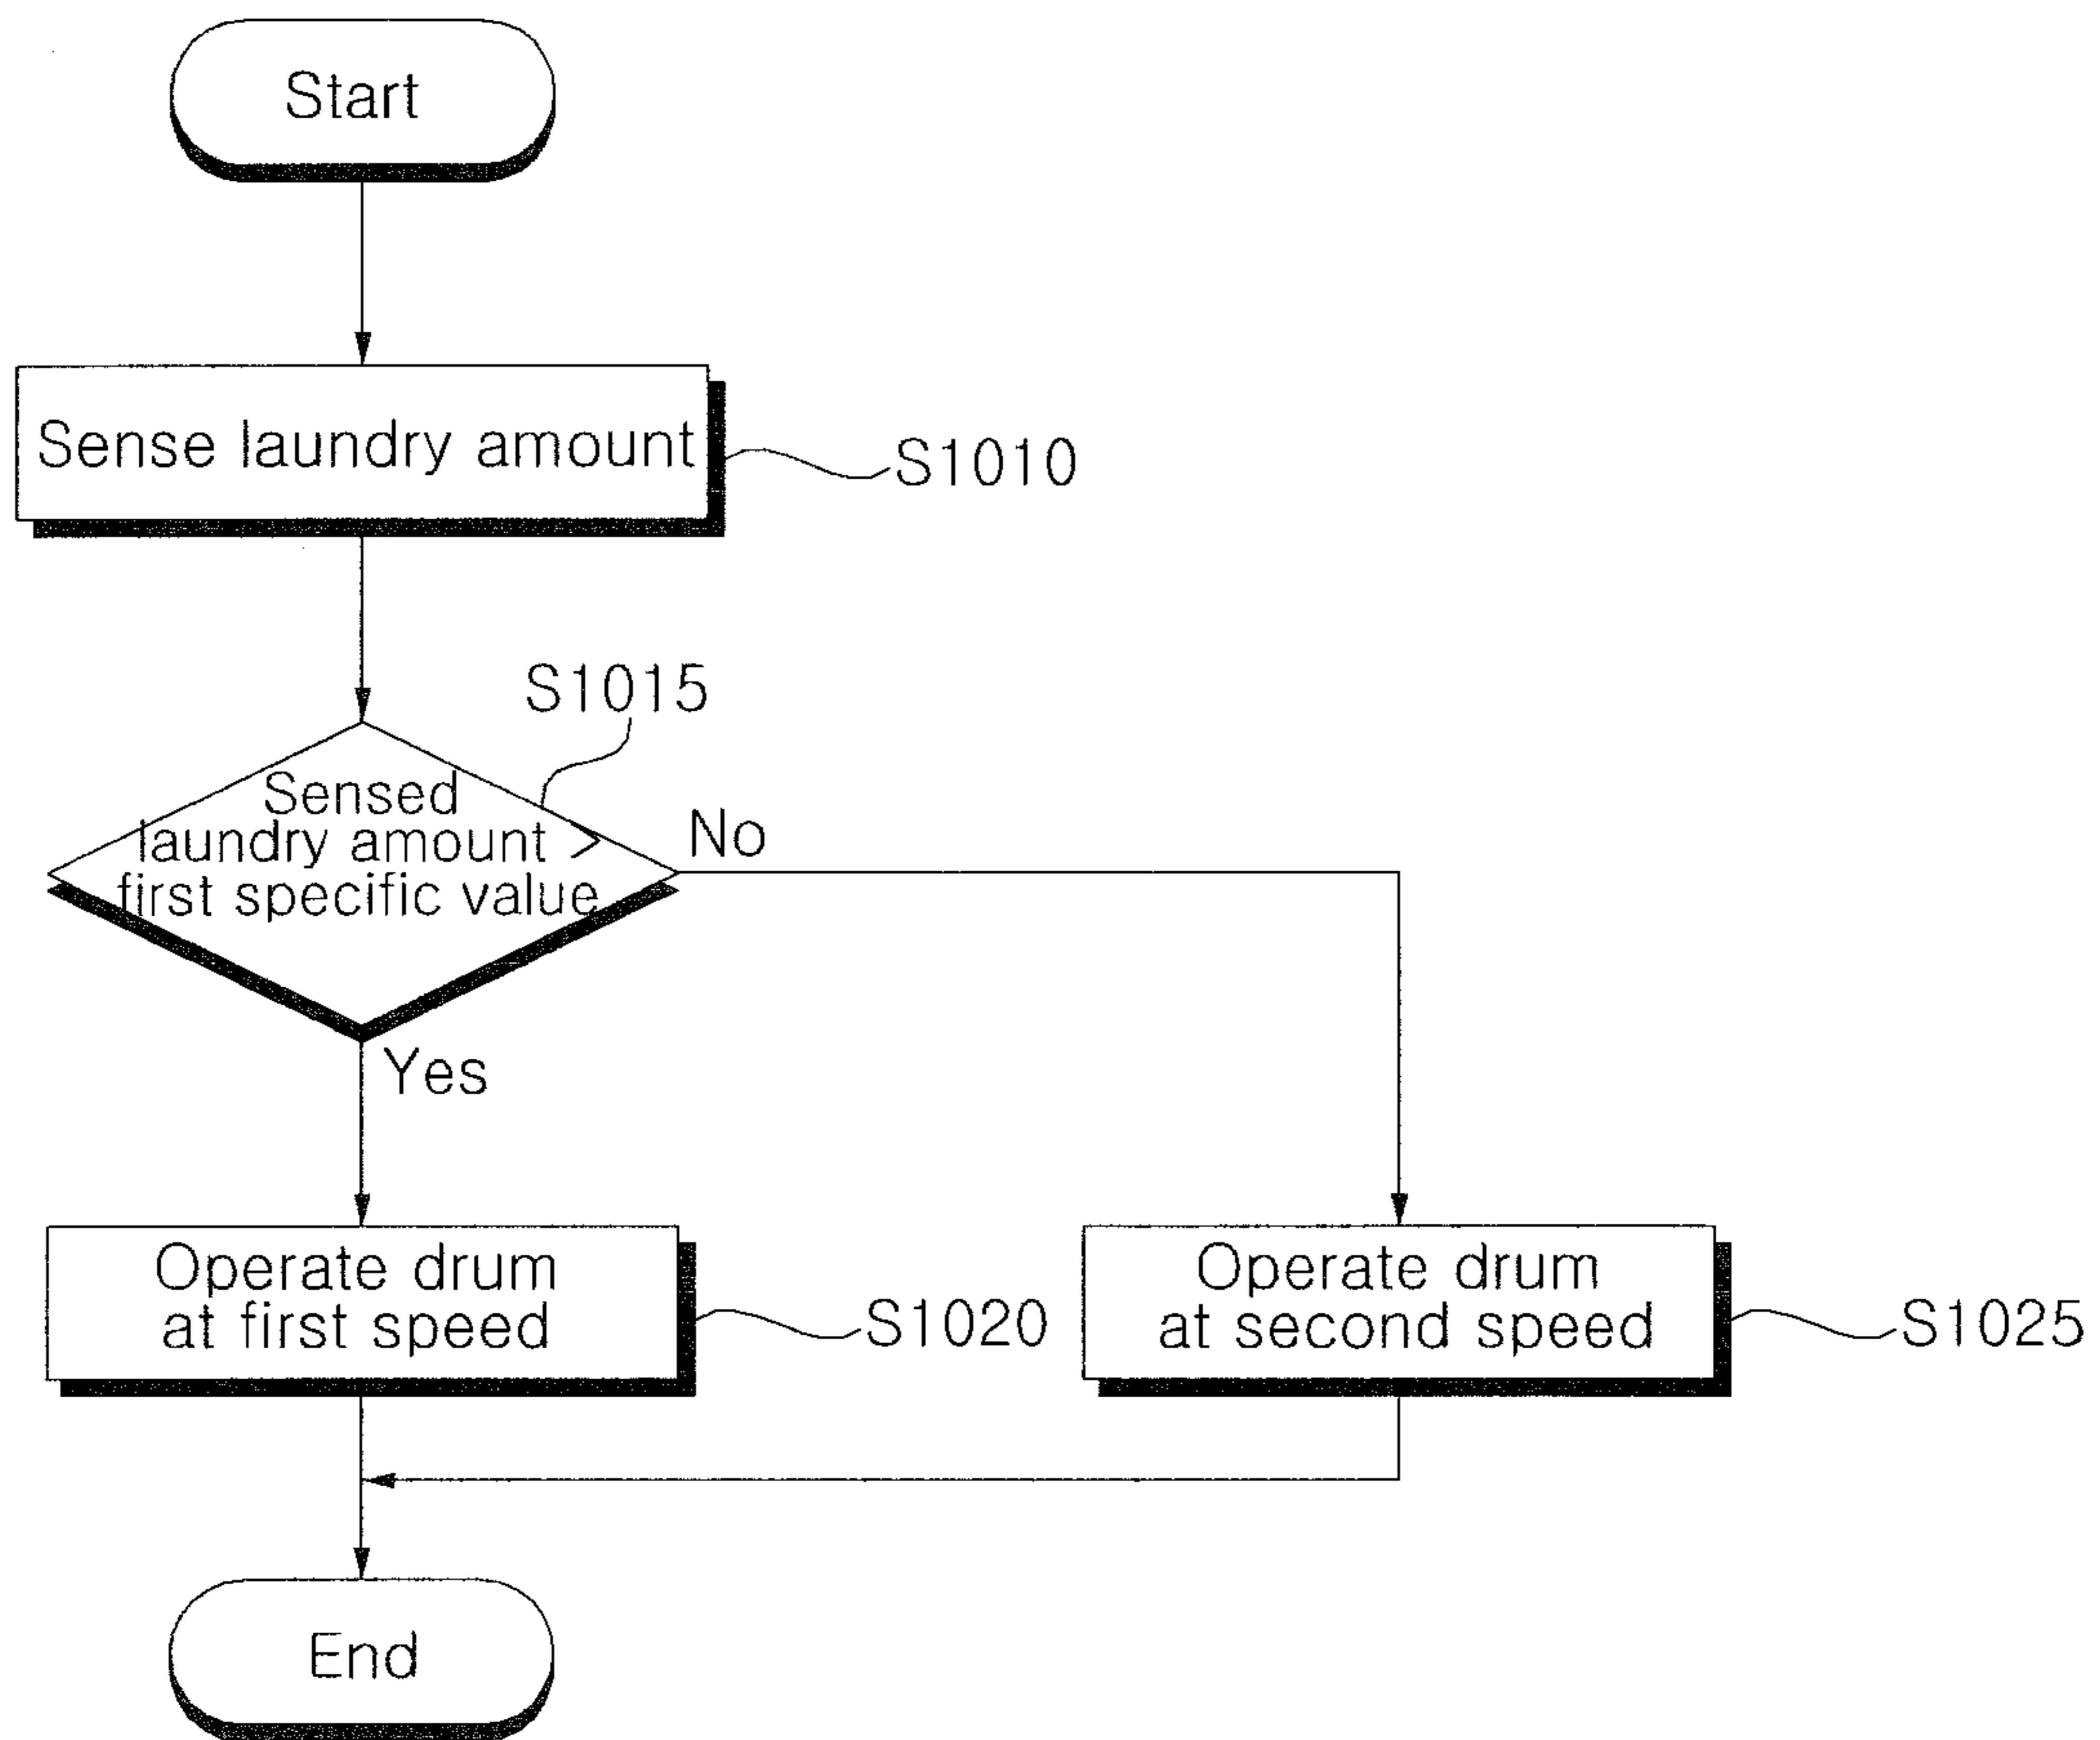 Start
Sense laundry amount
S1010
S1015
Sensed
laundry amount >
first specific value
No
Yes
Operate drum
at first speed
S1020
Operate drum
at second speed
S1025
End